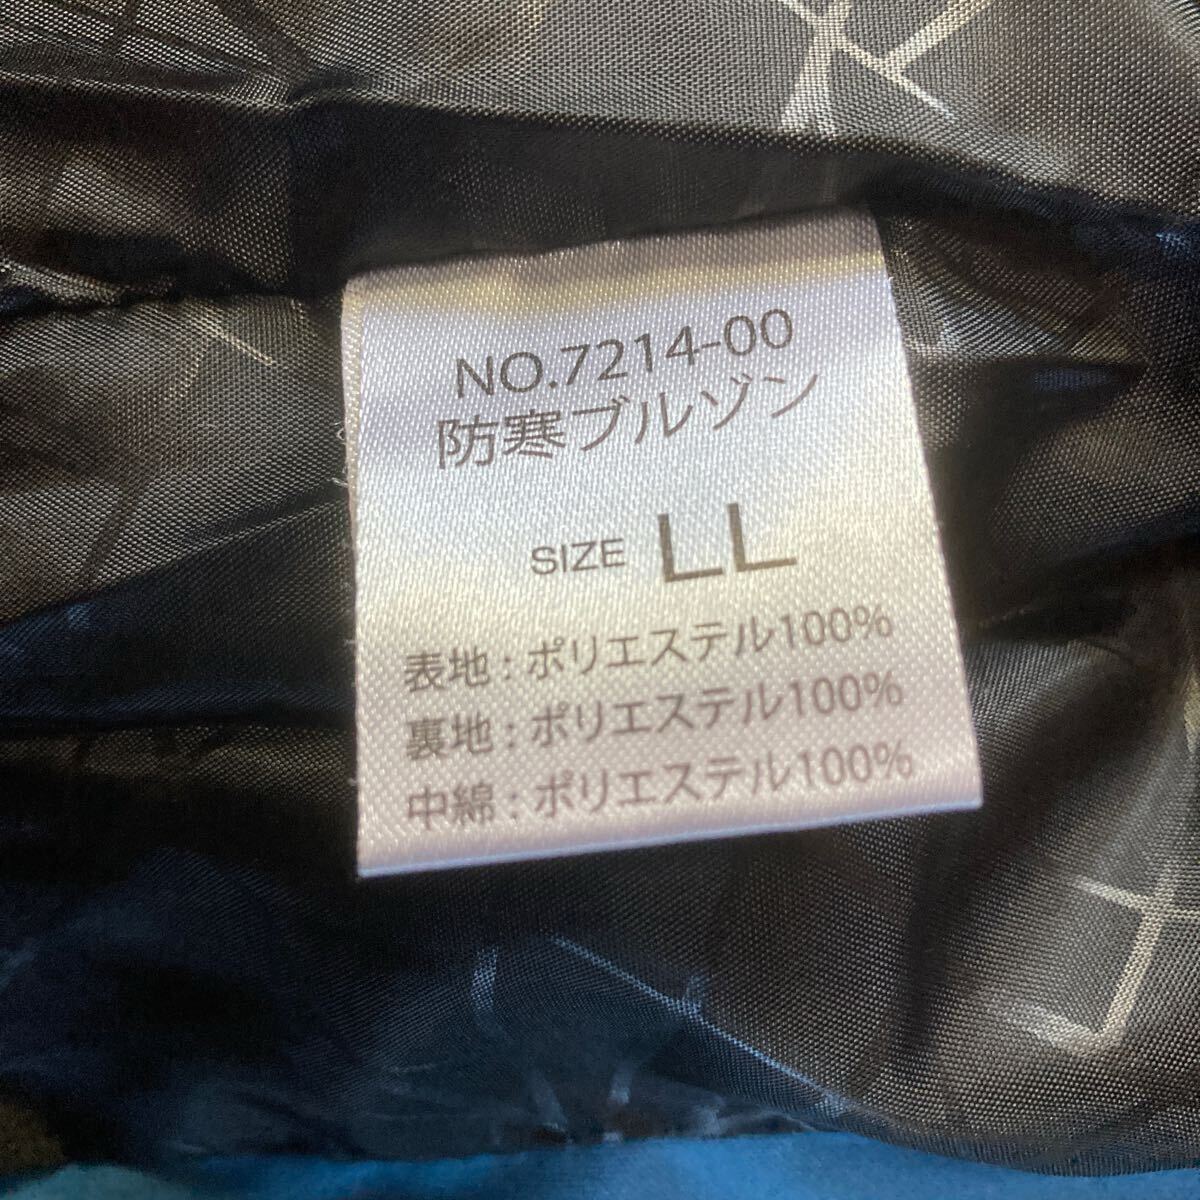 NO.7214-00
防寒ブルゾン
SIZE LL
表地 : ポリエステル100%
裏地 : ポリエステル100%
中綿 : ポリエステル100%